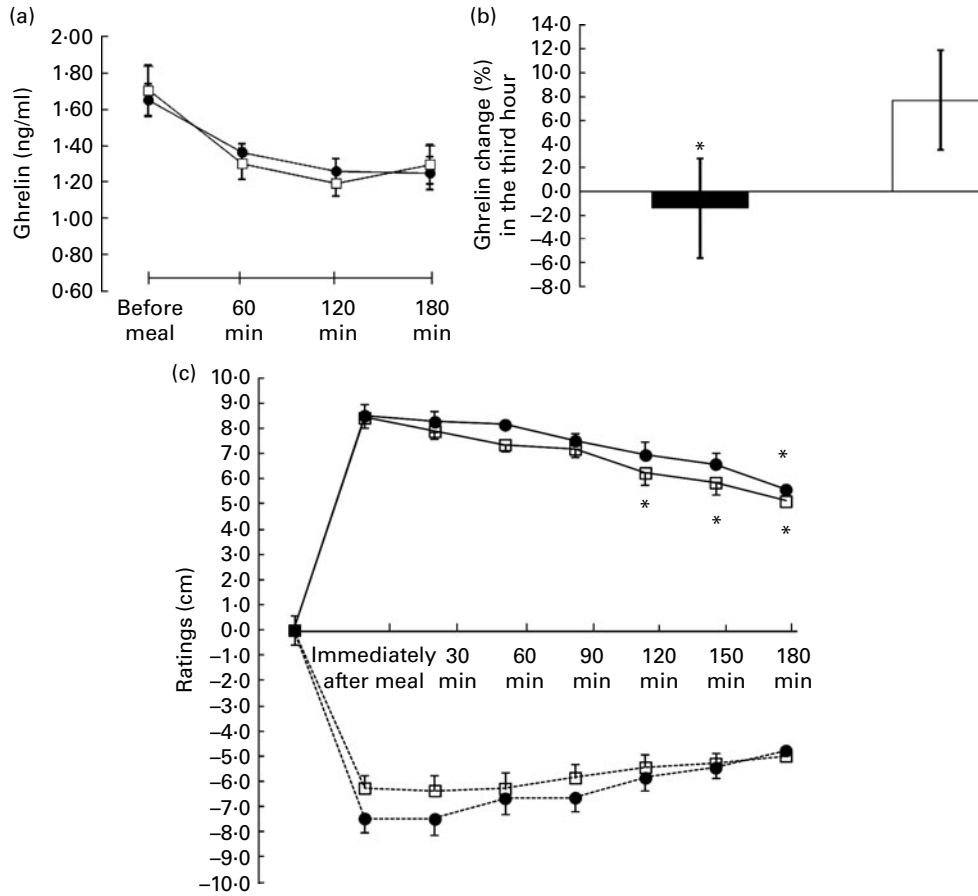 (a)
2·00
1·80
1·60
1·40
1·20
1·00
0·80
0·60
Ghrelin (ng/ml)
Before meal
60 min
120 min
180 min
(b)
14·0
12·0
10·0
8·0
6·0
4·0
2·0
0·0
–2·0
–4·0
–6·0
–8·0
Ghrelin change (%)
in the third hour
*
(c)
10·0
9·0
8·0
7·0
6·0
5·0
4·0
3·0
2·0
1·0
0·0
–1·0
–2·0
–3·0
–4·0
–5·0
–6·0
–7·0
–8·0
–9·0
–10·0
Ratings (cm)
*
*
*
*
Immediately after meal
30 min
60 min
90 min
120 min
150 min
180 min